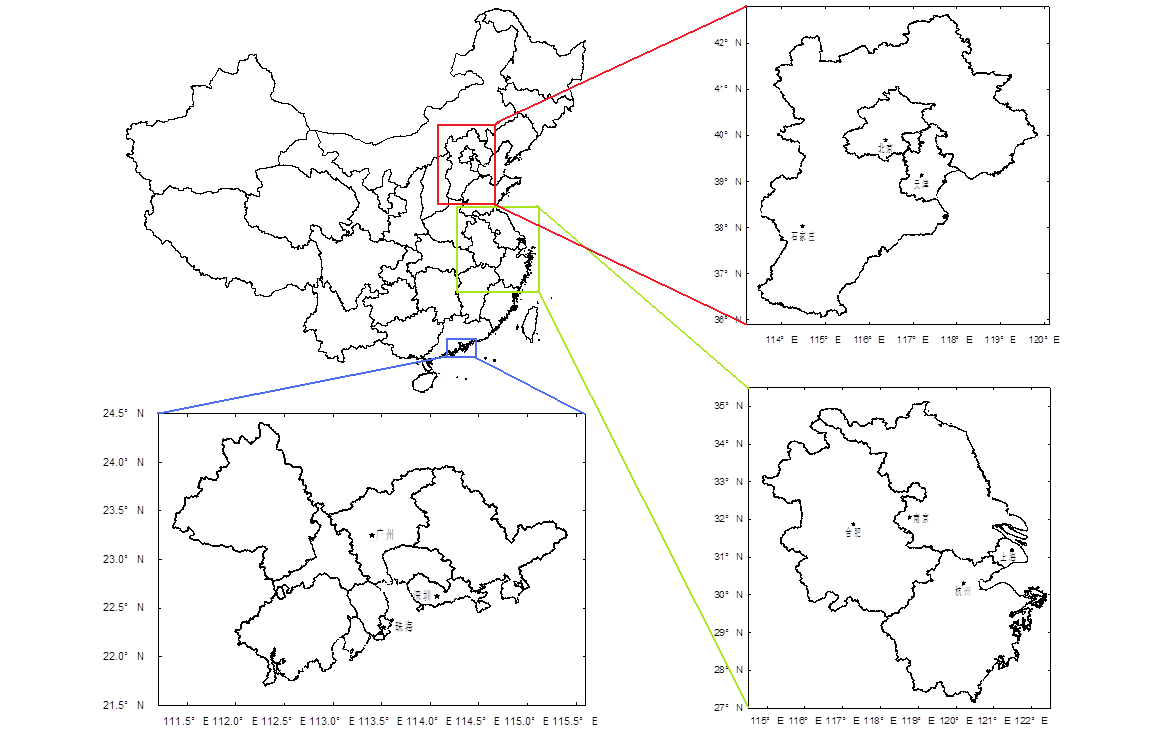 42° N
41° N
40° N
39° N
38° N
37° N
36° N
北京
天津
石家庄
114° E 115° E 116° E 117° E 118° E 119° E 120° E
24.5° N
24.0° N
23.5° N
23.0° N
22.5° N
22.0° N
21.5° N
广州
深圳
珠海
111.5° E 112.0° E 113.0° E 113.0° E 113.5° E 114.0° E 114.5° E 115.0° E 115.5° E
35° N
34° N
33° N
32° N
31° N
30° N
29° N
28° N
27° N
南京
合肥
上海
杭州
115° E 116° E 117° E 118° E 119° E 120° E 121° E 122° E